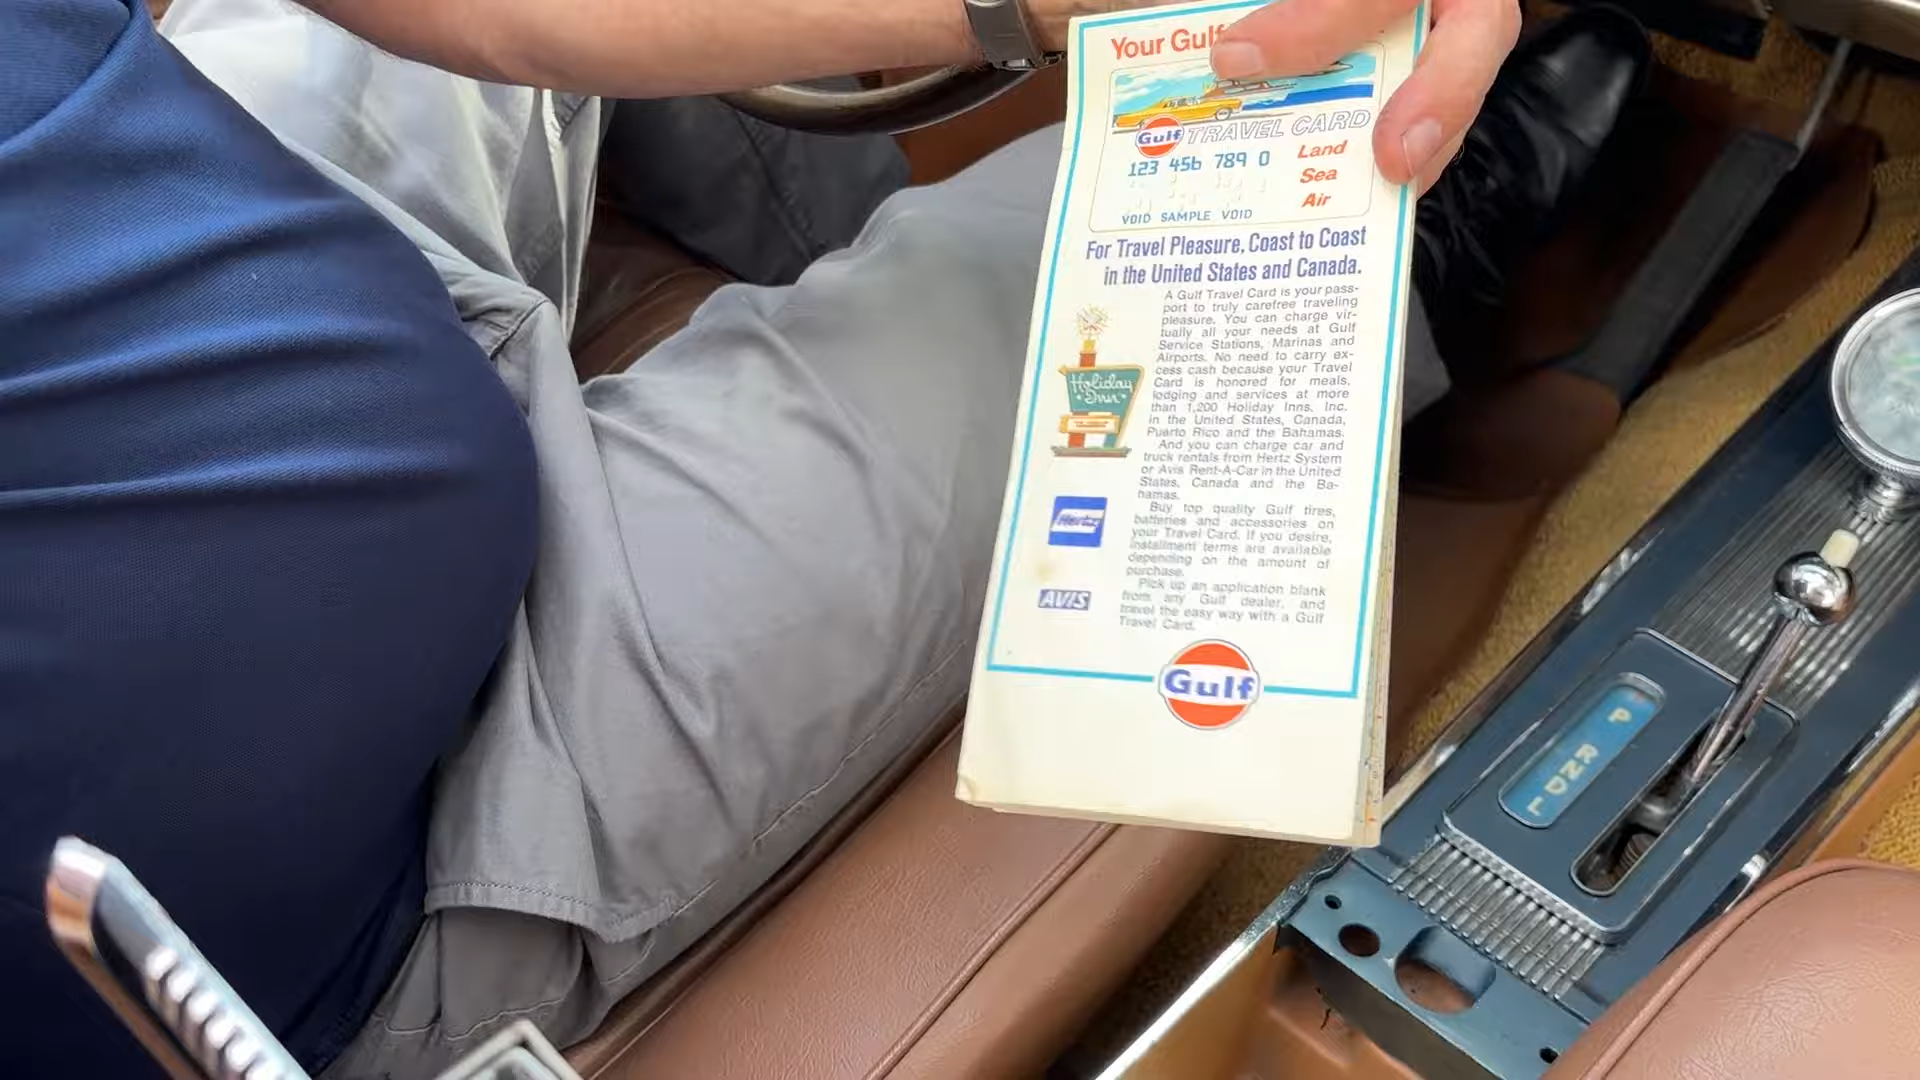 Your Gulf
Gulf TRAVEL CARD
123 456 789 0
Land
Sea
Air
VOID SAMPLE VOID
For Travel Pleasure, Coast to Coast
in the United States and Canada.
A Gulf Travel Card is your pass-
port to truly carefree traveling
pleasure. You can charge vir-
tually all your needs at Gulf
Service Stations, Marinas and
Airports. No need to carry ex-
cess cash because your Travel
Card is honored for meals,
lodging and services at more
than 1,200 Holiday Inns, Inc.
in the United States, Canada,
Puerto Rico and the Bahamas.
And you can charge car and
truck rentals from Hertz System
or Avis Rent-A-Car in the United
States, Canada and the Ba-
hamas.
Buy top quality Gulf tires,
batteries and accessories on
your Travel Card. If you desire,
installment terms are available
depending on the amount of
purchase.
Pick up an application blank
from any Gulf dealer, and
travel the easy way with a Gulf
Travel Card.
Holiday
Inn
Hertz
AVIS
Gulf
P
R
N
D
L